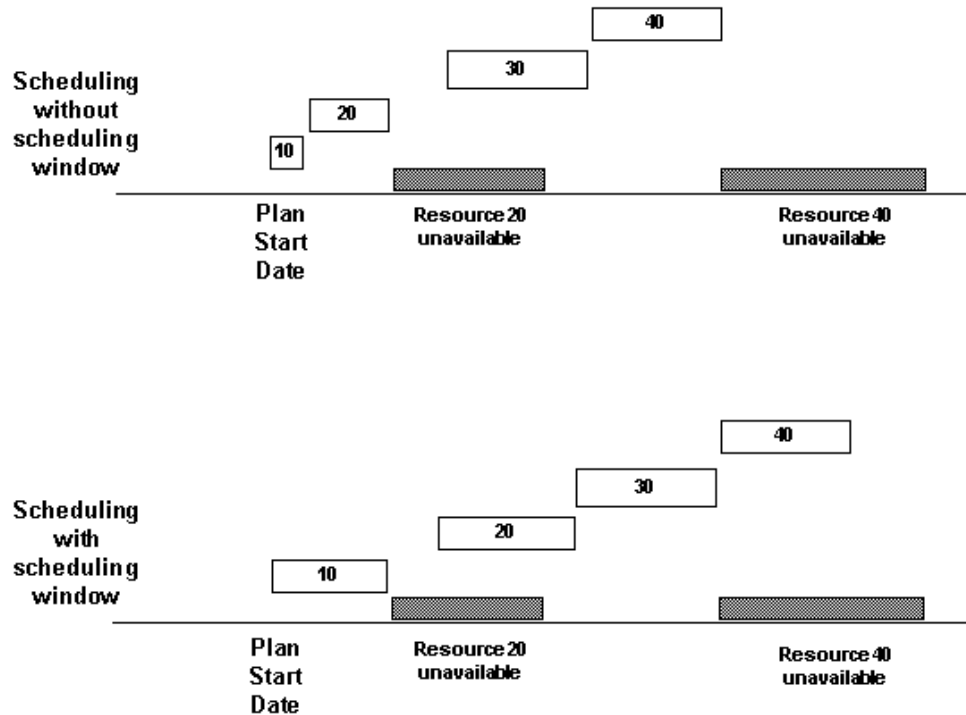 40
30
Scheduling
without
scheduling
window
20
10
Plan
Start
Date
Resource 20
unavailable
Resource 40
unavailable
40
30
Scheduling
with
scheduling
window
20
10
Plan
Start
Date
Resource 20
unavailable
Resource 40
unavailable